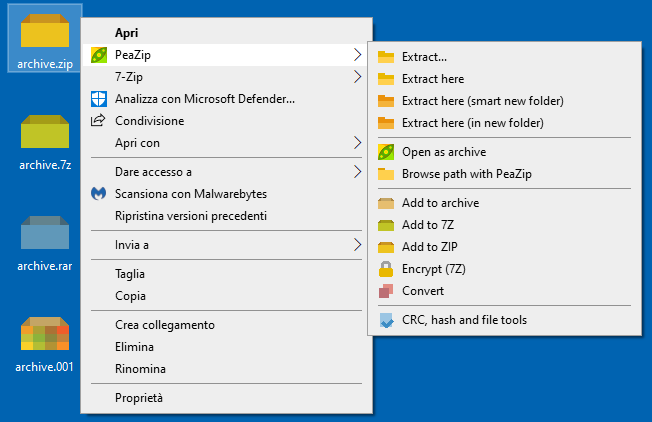 archive.zip
archive.7z
archive.rar
archive.001
Apri
PeaZip
7-Zip
Analizza con Microsoft Defender...
Condivisione
Apri con
Dare accesso a
Scansiona con Malwarebytes
Ripristina versioni precedenti
Invia a
Taglia
Copia
Crea collegamento
Elimina
Rinomina
Proprietà
Extract...
Extract here
Extract here (smart new folder)
Extract here (in new folder)
Open as archive
Browse path with PeaZip
Add to archive
Add to 7Z
Add to ZIP
Encrypt (7Z)
Convert
CRC, hash and file tools